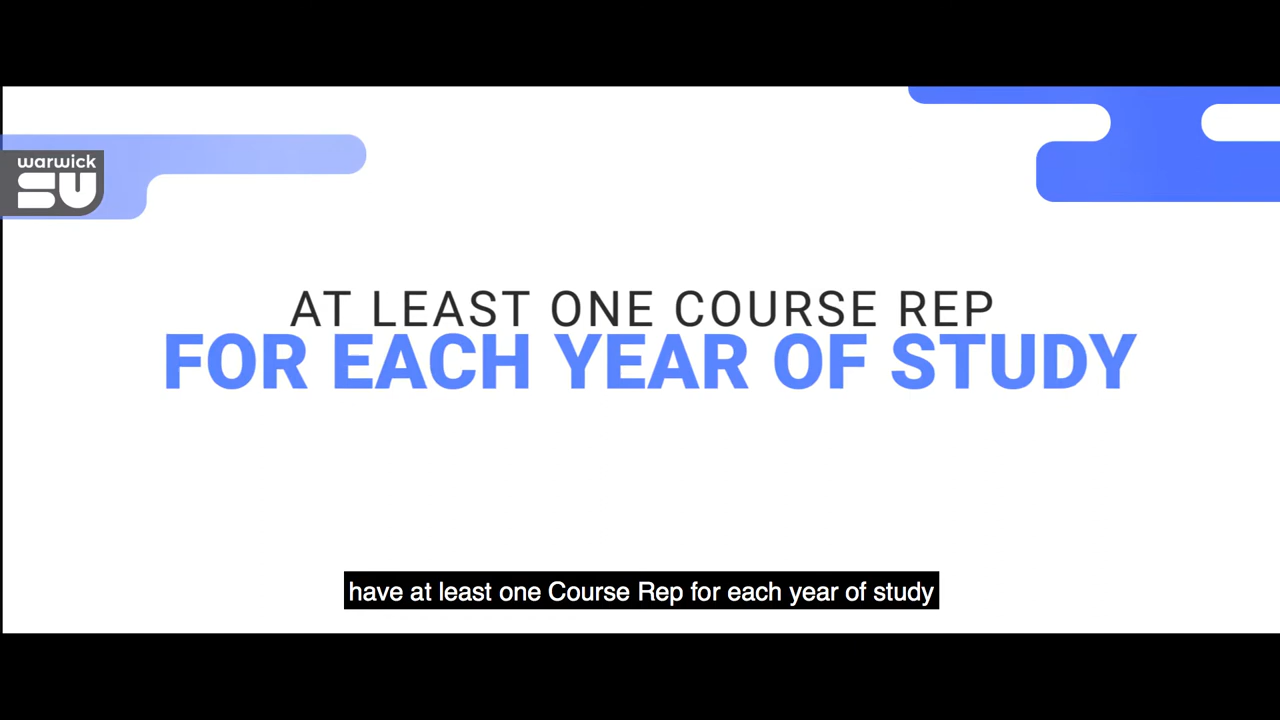 warwick
SU
AT LEAST ONE COURSE REP
FOR EACH YEAR OF STUDY
have at least one Course Rep for each year of study